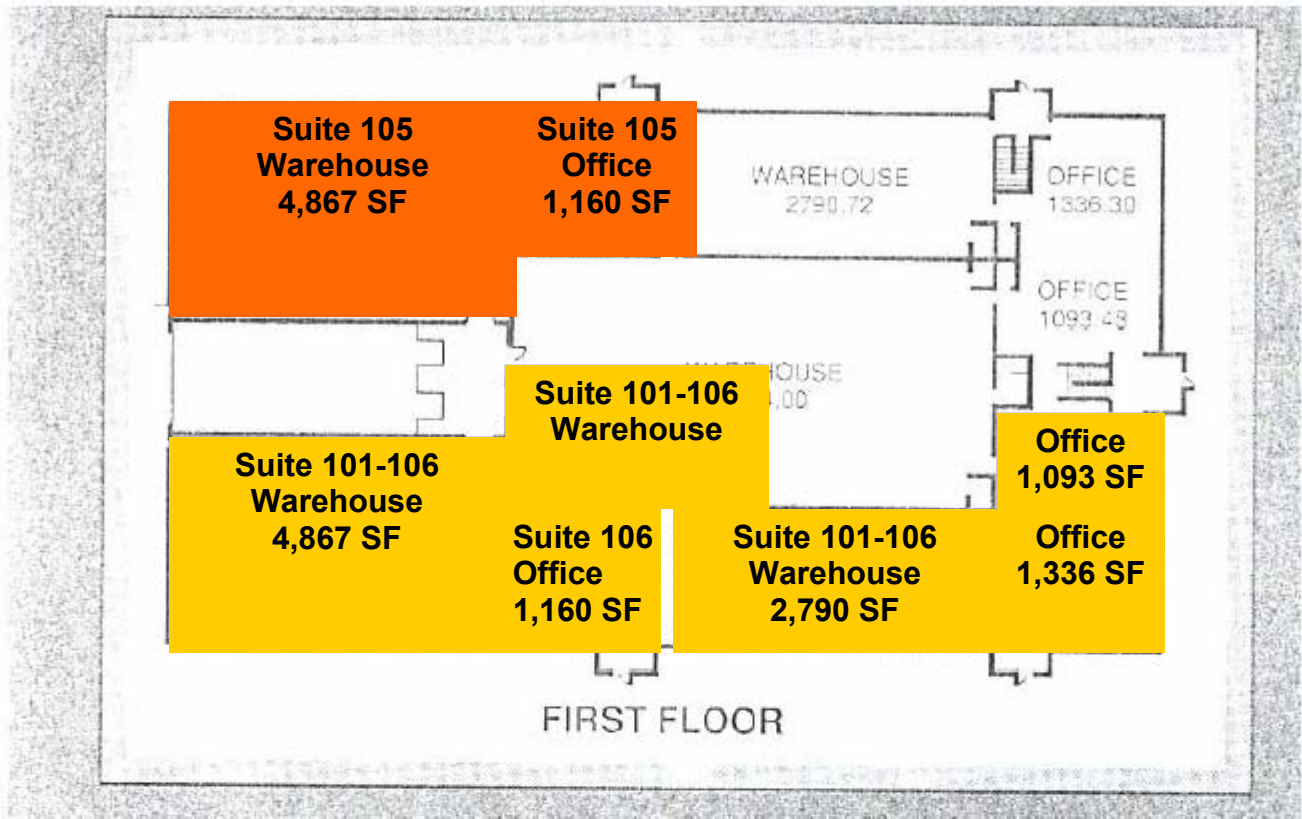 Suite 105
Warehouse
4,867 SF
Suite 105
Office
1,160 SF
WAREHOUSE
2790.72
OFFICE
1336.30
OFFICE
1093.48
HOUSE
.00
Suite 101-106
Warehouse
Suite 101-106
Warehouse
4,867 SF
Suite 106
Office
1,160 SF
Suite 101-106
Warehouse
2,790 SF
Office
1,093 SF
Office
1,336 SF
FIRST FLOOR